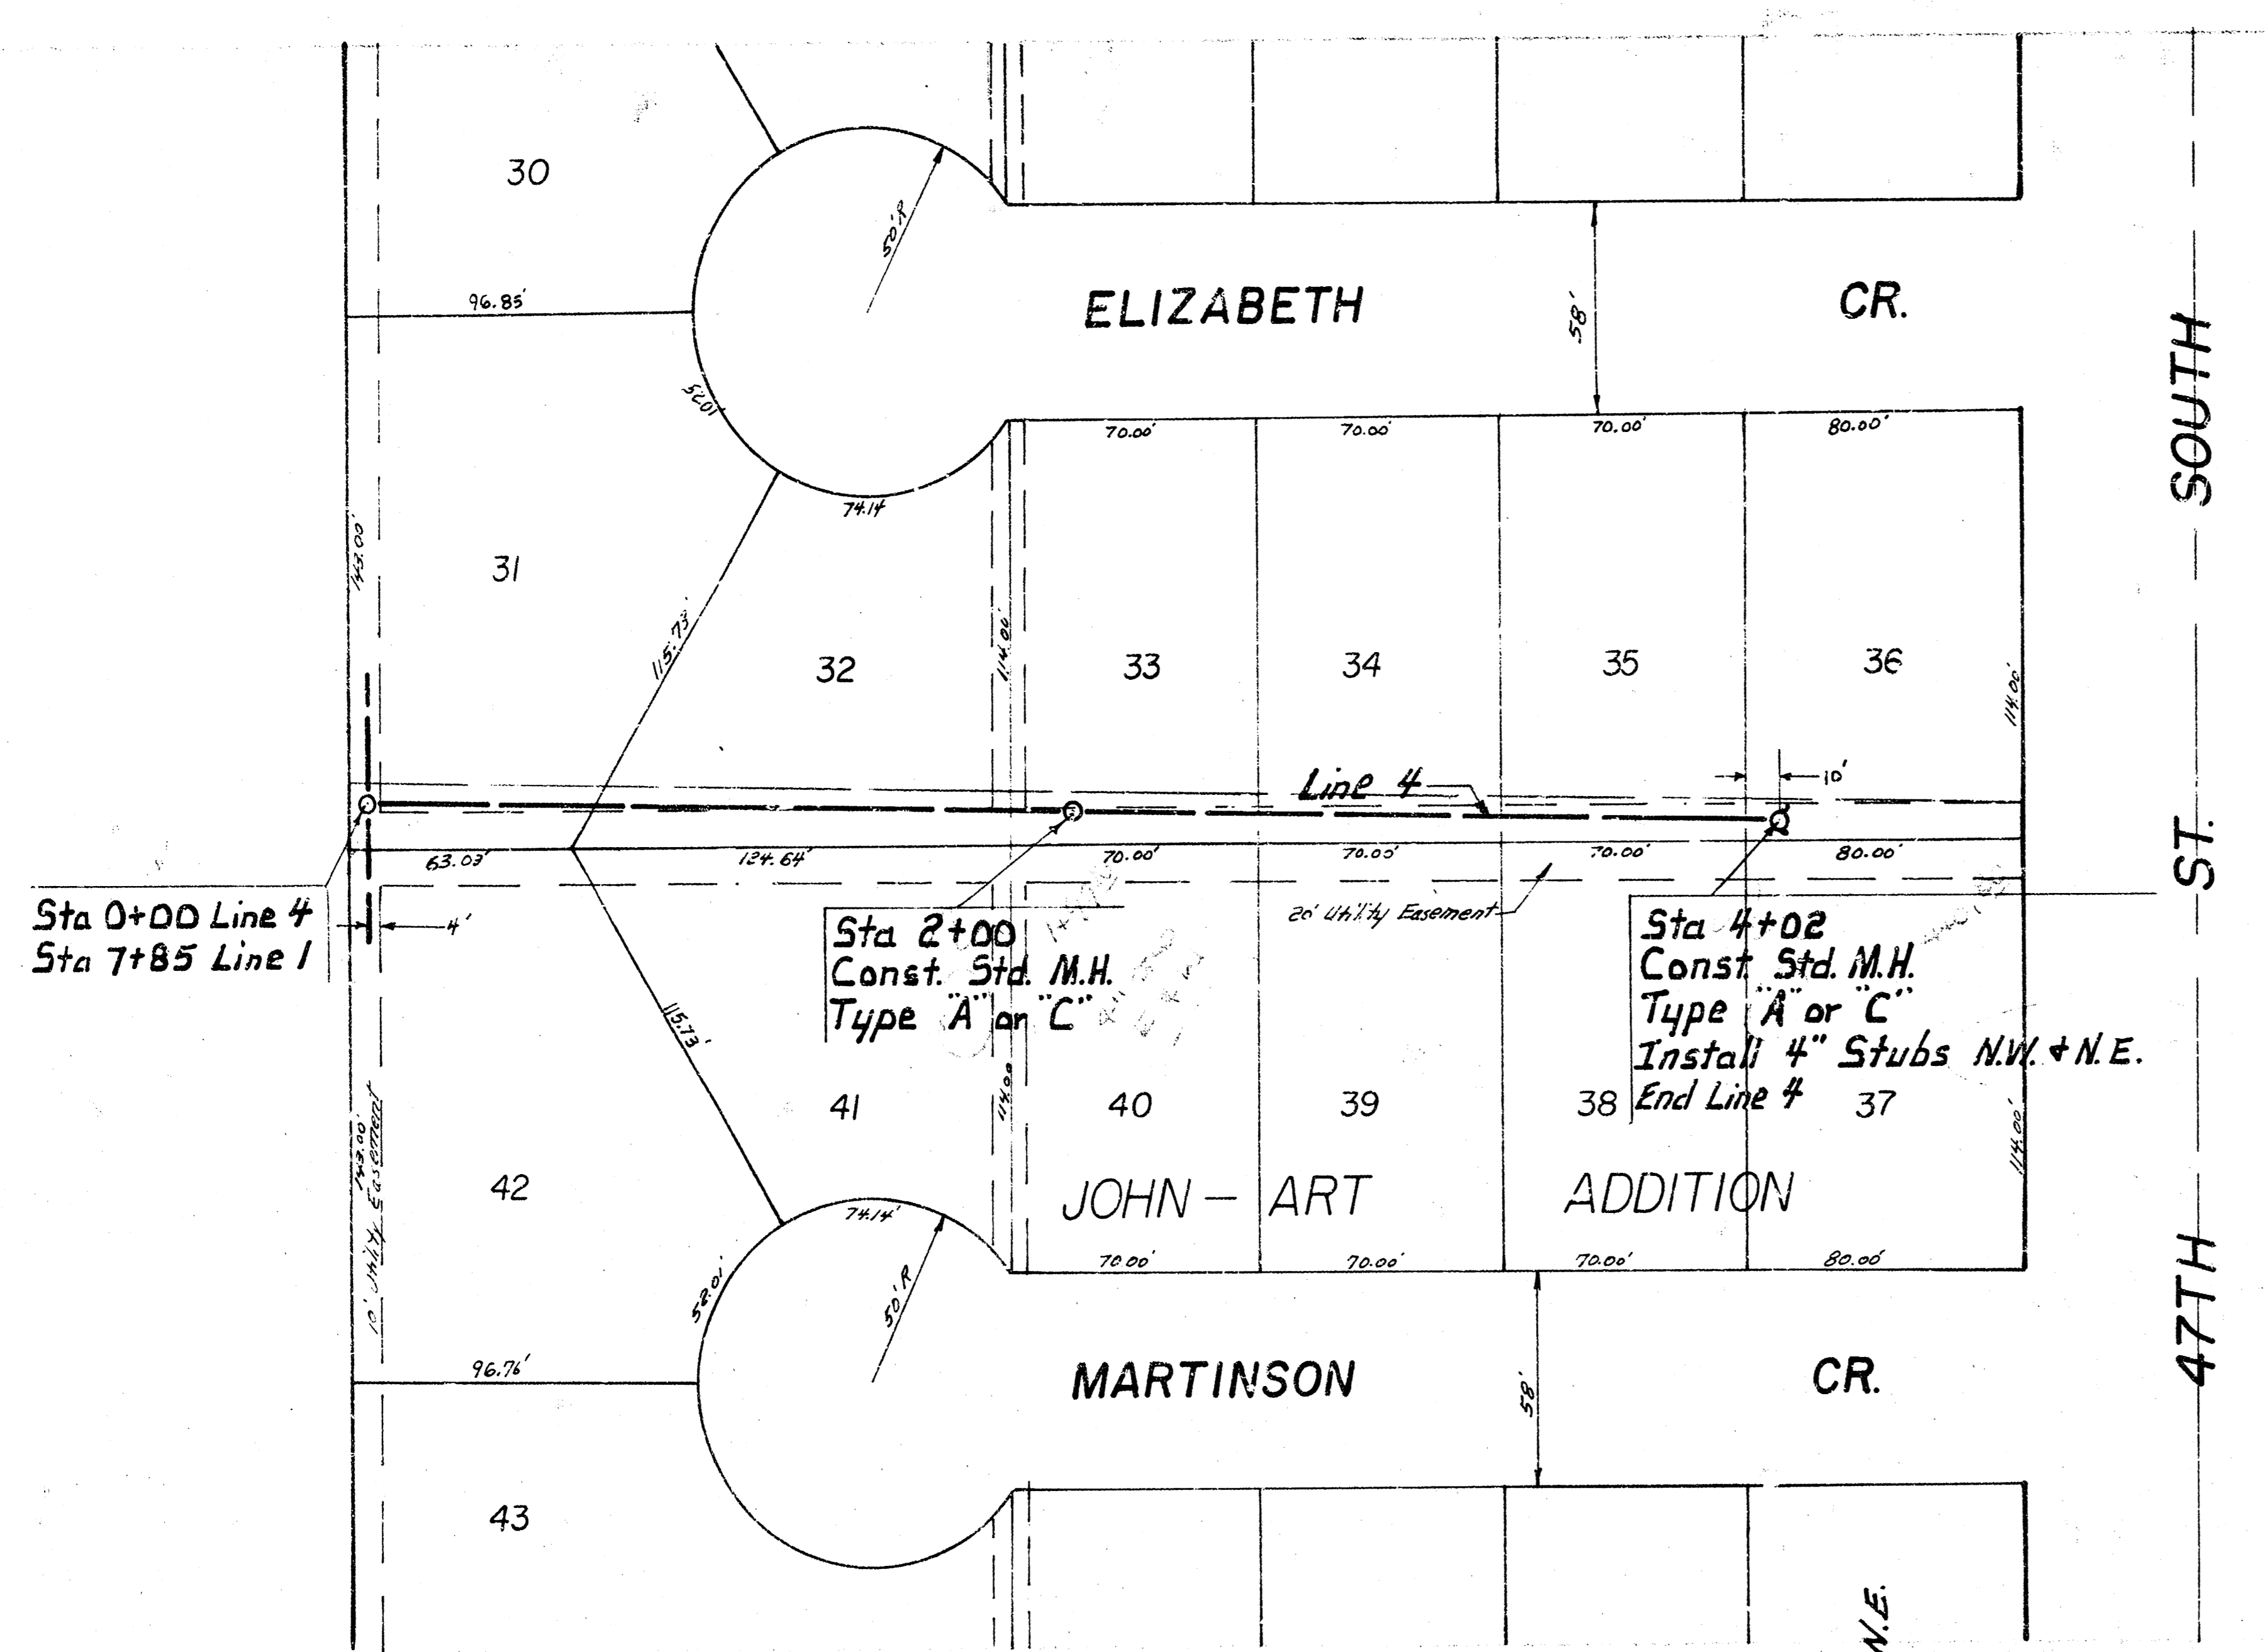 30
50' R
96.85'
ELIZABETH CR.
58'
SOUTH
70.00' 70.00' 70.00' 80.00'
74.14'
143.00'
31
115.73'
32
114.00'
33
34
35
36
114.00'
Line 4
10'
63.03' 124.64' 70.00' 70.00' 70.00' 80.00'
ST.
20' Utility Easement
Sta 0+00 Line 4
Sta 7+85 Line 1
4'
Sta 2+00
Const. Std. M.H.
Type "A" or "C"
Sta 4+02
Const. Std. M.H.
Type "A" or "C"
Install 4" Stubs N.W. & N.E.
End Line 4
115.73'
114.00
41
40
39
38
37
114.00'
143.00'
10' Utility Easement
42
JOHN - ART ADDITION
74.14'
70.00' 70.00' 70.00' 80.00'
52.01'
50' R
47TH
96.76'
MARTINSON CR.
58'
43
N.E.